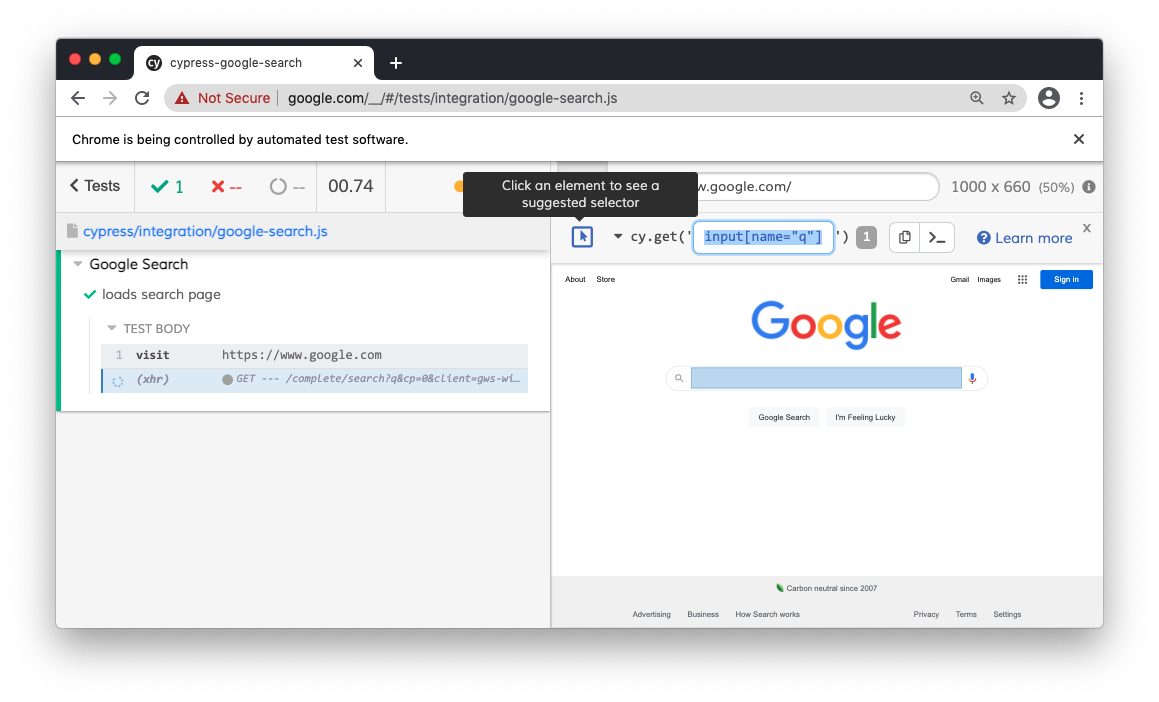 cy cypress-google-search
Not Secure google.com/__/#/tests/integration/google-search.js
Chrome is being controlled by automated test software.
Tests 1 -- -- 00.74
Click an element to see a
suggested selector
w.google.com/ 1000 x 660 (50%)
cypress/integration/google-search.js
cy.get('input[name="q"]') 1 Learn more x
Google Search
loads search page
TEST BODY
1 visit https://www.google.com
(xhr) GET --- /complete/search?q&cp=0&client=gws-wi…
About Store Gmail Images Sign in
Google
Google Search I'm Feeling Lucky
Carbon neutral since 2007
Advertising Business How Search works Privacy Terms Settings